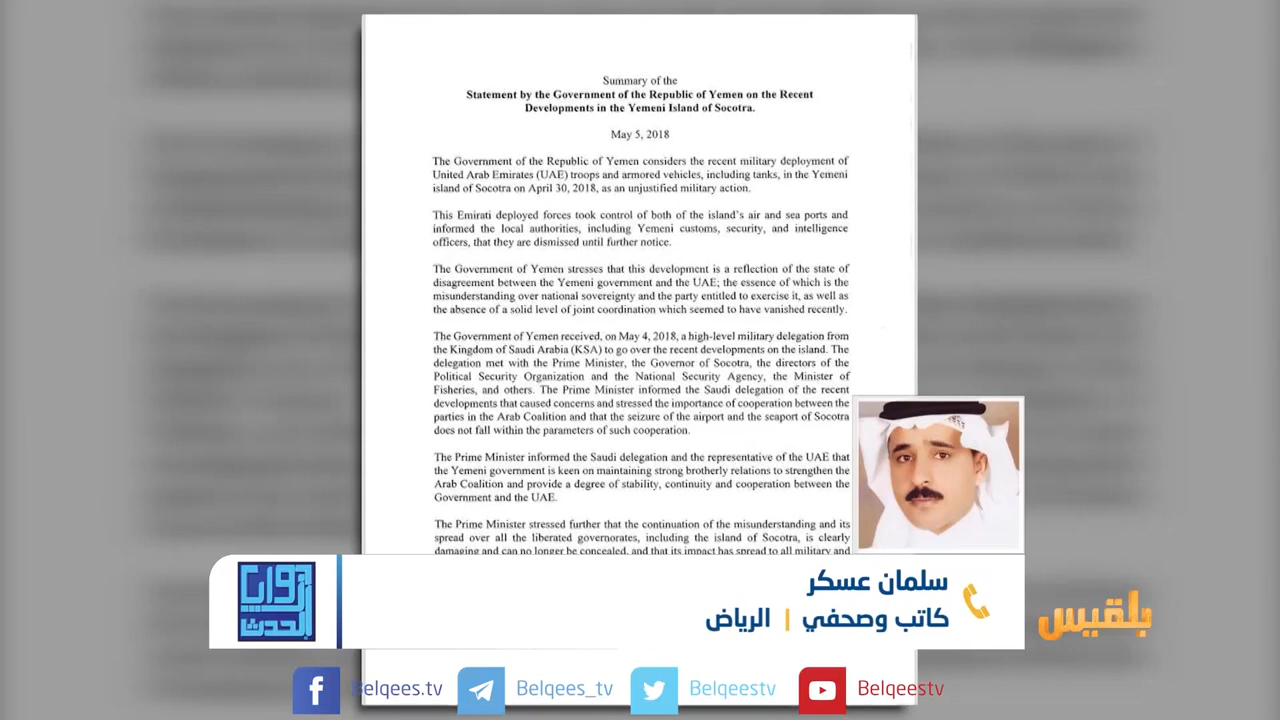 Summary of the
Statement by the Government of the Republic of Yemen on the Recent
Developments in the Yemeni Island of Socotra.
May 5, 2018
The Government of the Republic of Yemen considers the recent military deployment of
United Arab Emirates (UAE) troops and armored vehicles, including tanks, in the Yemeni
island of Socotra on April 30, 2018, as an unjustified military action.
This Emirati deployed forces took control of both of the island's air and sea ports and
informed the local authorities, including Yemeni customs, security, and intelligence
officers, that they are dismissed until further notice.
The Government of Yemen stresses that this development is a reflection of the state of
disagreement between the Yemeni government and the UAE; the essence of which is the
misunderstanding over national sovereignty and the party entitled to exercise it, as well as
the absence of a solid level of joint coordination which seemed to have vanished recently.
The Government of Yemen received, on May 4, 2018, a high-level military delegation from
the Kingdom of Saudi Arabia (KSA) to go over the recent developments on the island. The
delegation met with the Prime Minister, the Governor of Socotra, the directors of the
Political Security Organization and the National Security Agency, the Minister of
Fisheries, and others. The Prime Minister informed the Saudi delegation of the recent
developments that caused concerns and stressed the importance of cooperation between the
parties in the Arab Coalition and that the seizure of the airport and the seaport of Socotra
does not fall within the parameters of such cooperation.
The Prime Minister informed the Saudi delegation and the representative of the UAE that
the Yemeni government is keen on maintaining strong brotherly relations to strengthen the
Arab Coalition and provide a degree of stability, continuity and cooperation between the
Government and the UAE.
The Prime Minister stressed further that the continuation of the misunderstanding and its
spread over all the liberated governorates, including the island of Socotra, is clearly
damaging and can no longer be concealed, and that its impact has spread to all military and
سلمان عسكر
كاتب وصحفي | الرياض
بلقيس
Belqees.tv
Belqees_tv
Belqeestv
Belqeestv